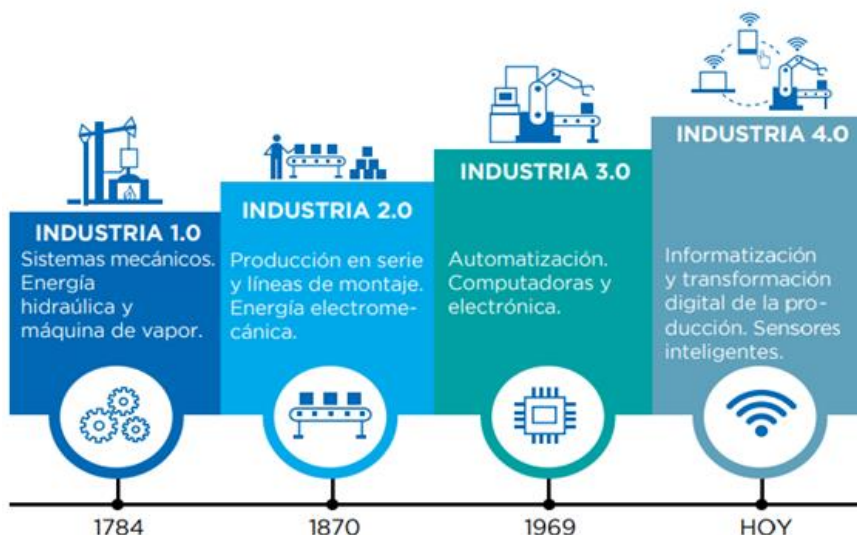 INDUSTRIA 1.0
Sistemas mecánicos.
Energía
hidraúlica y
máquina de vapor.
INDUSTRIA 2.0
Producción en serie
y líneas de montaje.
Energía electrome-
cánica.
INDUSTRIA 3.0
Automatización.
Computadoras y
electrónica.
INDUSTRIA 4.0
Informatización
y transformación
digital de la pro-
ducción. Sensores
inteligentes.
1784
1870
1969
HOY